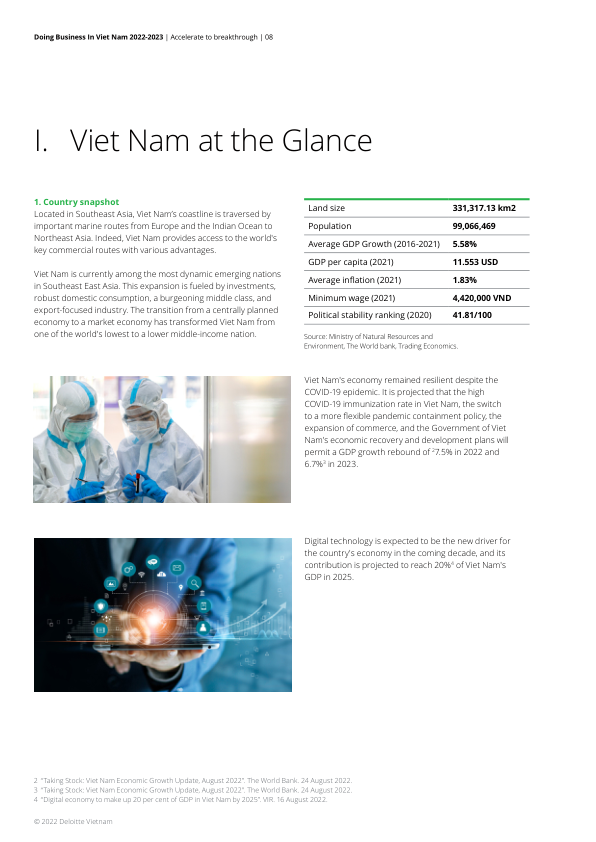 Doing Business In Viet Nam 2022-2023 | Accelerate to breakthrough | 08
I. Viet Nam at the Glance
1. Country snapshot
Located in Southeast Asia, Viet Nam's coastline is traversed by
important marine routes from Europe and the Indian Ocean to
Northeast Asia. Indeed, Viet Nam provides access to the world's
key commercial routes with various advantages.
Viet Nam is currently among the most dynamic emerging nations
in Southeast East Asia. This expansion is fueled by investments,
robust domestic consumption, a burgeoning middle class, and
export-focused industry. The transition from a centrally planned
economy to a market economy has transformed Viet Nam from
one of the world's lowest to a lower middle-income nation.
Land size 331,317.13 km2
Population 99,066,469
Average GDP Growth (2016-2021) 5.58%
GDP per capita (2021) 11.553 USD
Average inflation (2021) 1.83%
Minimum wage (2021) 4,420,000 VND
Political stability ranking (2020) 41.81/100
Source: Ministry of Natural Resources and
Environment, The World bank, Trading Economics.
Viet Nam's economy remained resilient despite the
COVID-19 epidemic. It is projected that the high
COVID-19 immunization rate in Viet Nam, the switch
to a more flexible pandemic containment policy, the
expansion of commerce, and the Government of Viet
Nam's economic recovery and development plans will
permit a GDP growth rebound of ²7.5% in 2022 and
6.7%³ in 2023.
Digital technology is expected to be the new driver for
the country's economy in the coming decade, and its
contribution is projected to reach 20%⁴ of Viet Nam's
GDP in 2025.
2 "Taking Stock: Viet Nam Economic Growth Update, August 2022". The World Bank. 24 August 2022.
3 "Taking Stock: Viet Nam Economic Growth Update, August 2022". The World Bank. 24 August 2022.
4 "Digital economy to make up 20 per cent of GDP in Viet Nam by 2025". VIR. 16 August 2022.
© 2022 Deloitte Vietnam